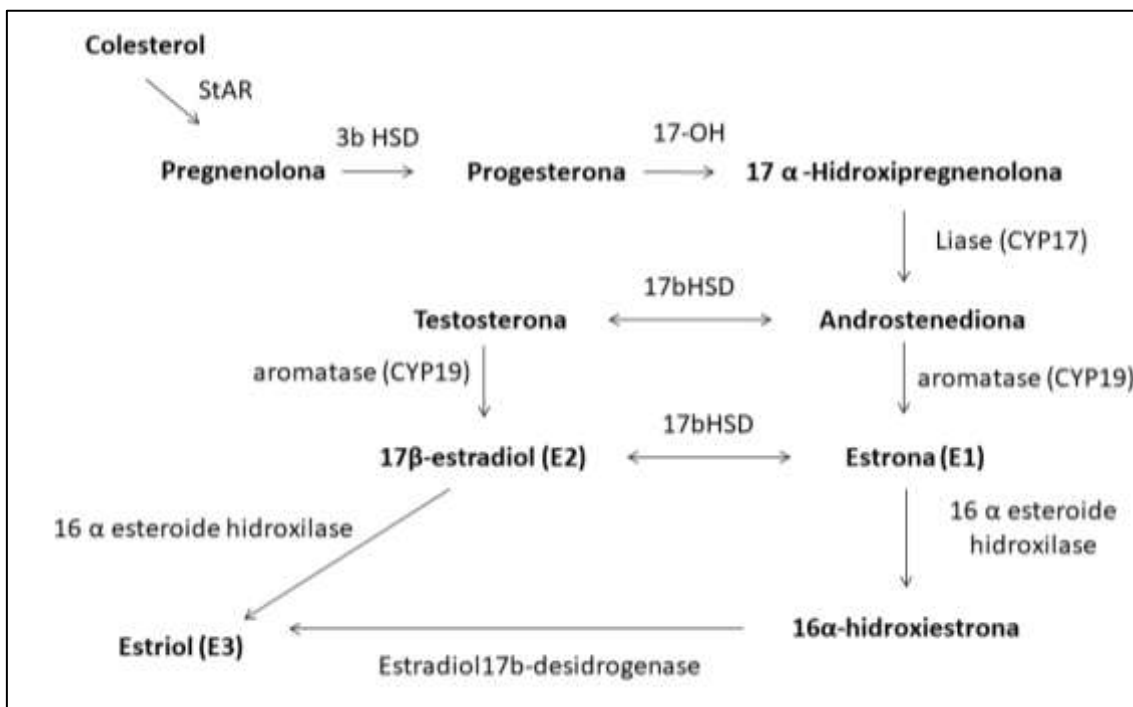 Colesterol
StAR
3b HSD
17-OH
Pregnenolona
Progesterona
17 α -Hidroxipregnenolona
Liase (CYP17)
17bHSD
Testosterona
Androstenediona
aromatase (CYP19)
aromatase (CYP19)
17bHSD
17β-estradiol (E2)
Estrona (E1)
16 α esteroide hidroxilase
16 α esteroide
hidroxilase
16α-hidroxiestrona
Estriol (E3)
Estradiol17b-desidrogenase